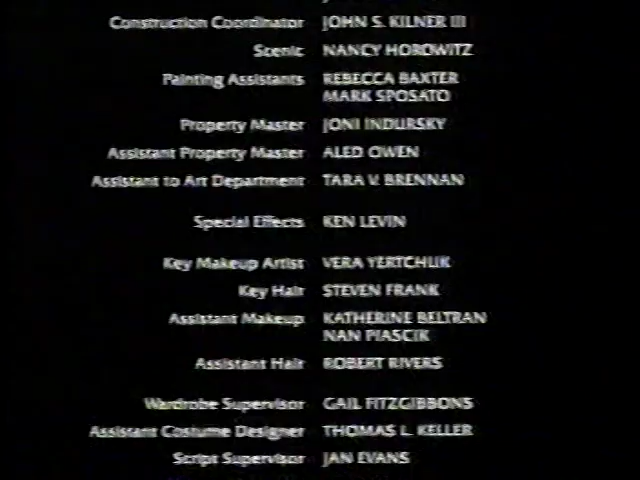 Construction Coordinator JOHN S. KILNER III
Scenic NANCY HOROWITZ
Painting Assistants REBECCA BAXTER
MARK SPOSATO
Property Master JONI INDURSKY
Assistant Property Master ALED OWEN
Assistant to Art Department TARA V. BRENNAN
Special Effects KEN LEVIN
Key Makeup Artist VERA YERTCHUK
Key Hair STEVEN FRANK
Assistant Makeup KATHERINE BELTRAN
NAN PIASCIK
Assistant Hair ROBERT RIVERS
Wardrobe Supervisor GAIL FITZGIBBONS
Assistant Costume Designer THOMAS L. KELLER
Script Supervisor JAN EVANS